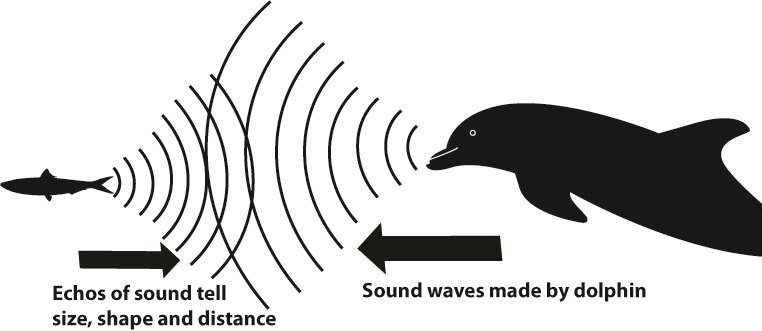 Echos of sound tell
size, shape and distance
Sound waves made by dolphin